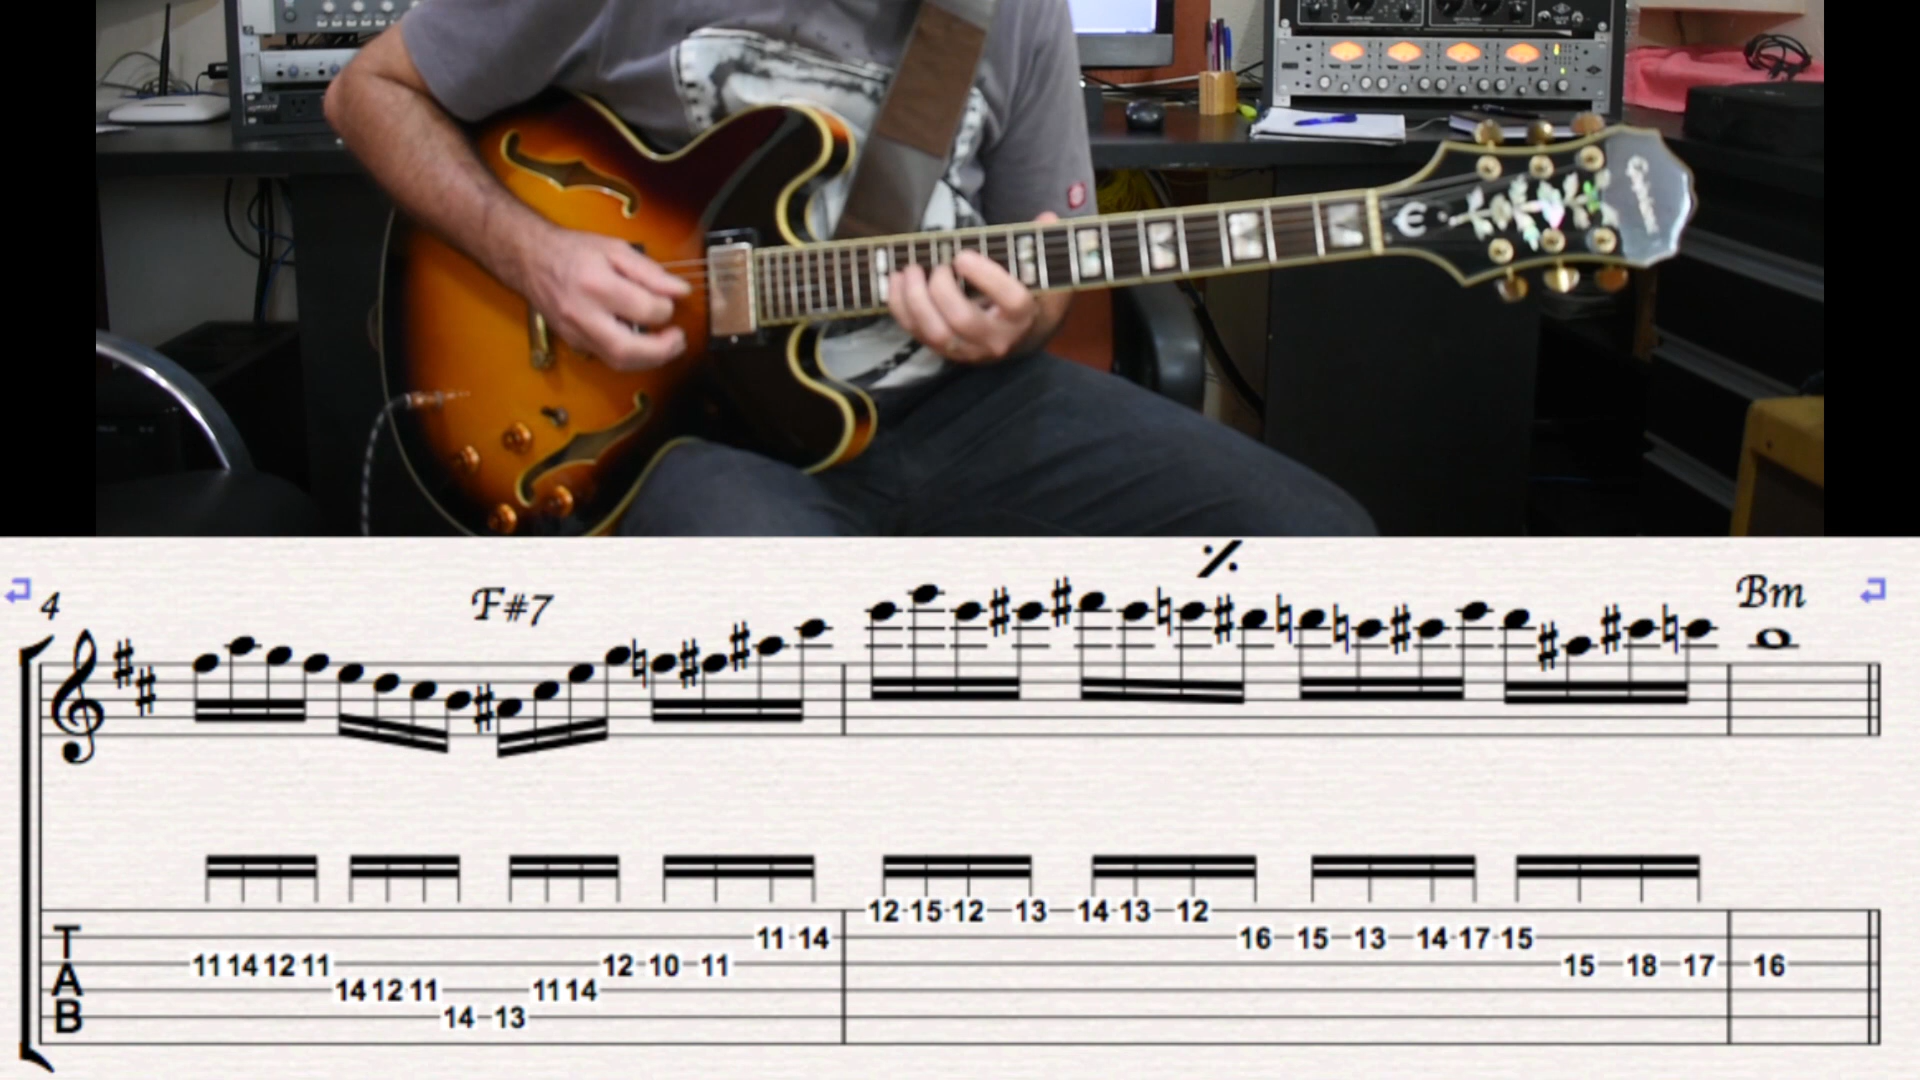 Epiphone
Є
4 F#7 Bm
12 15 12 13 14 13 12
T 11 14 16 15 13 14 17 15
A 11 14 12 11 12 10 11 15 18 17 16
14 12 11 11 14
B 14 13